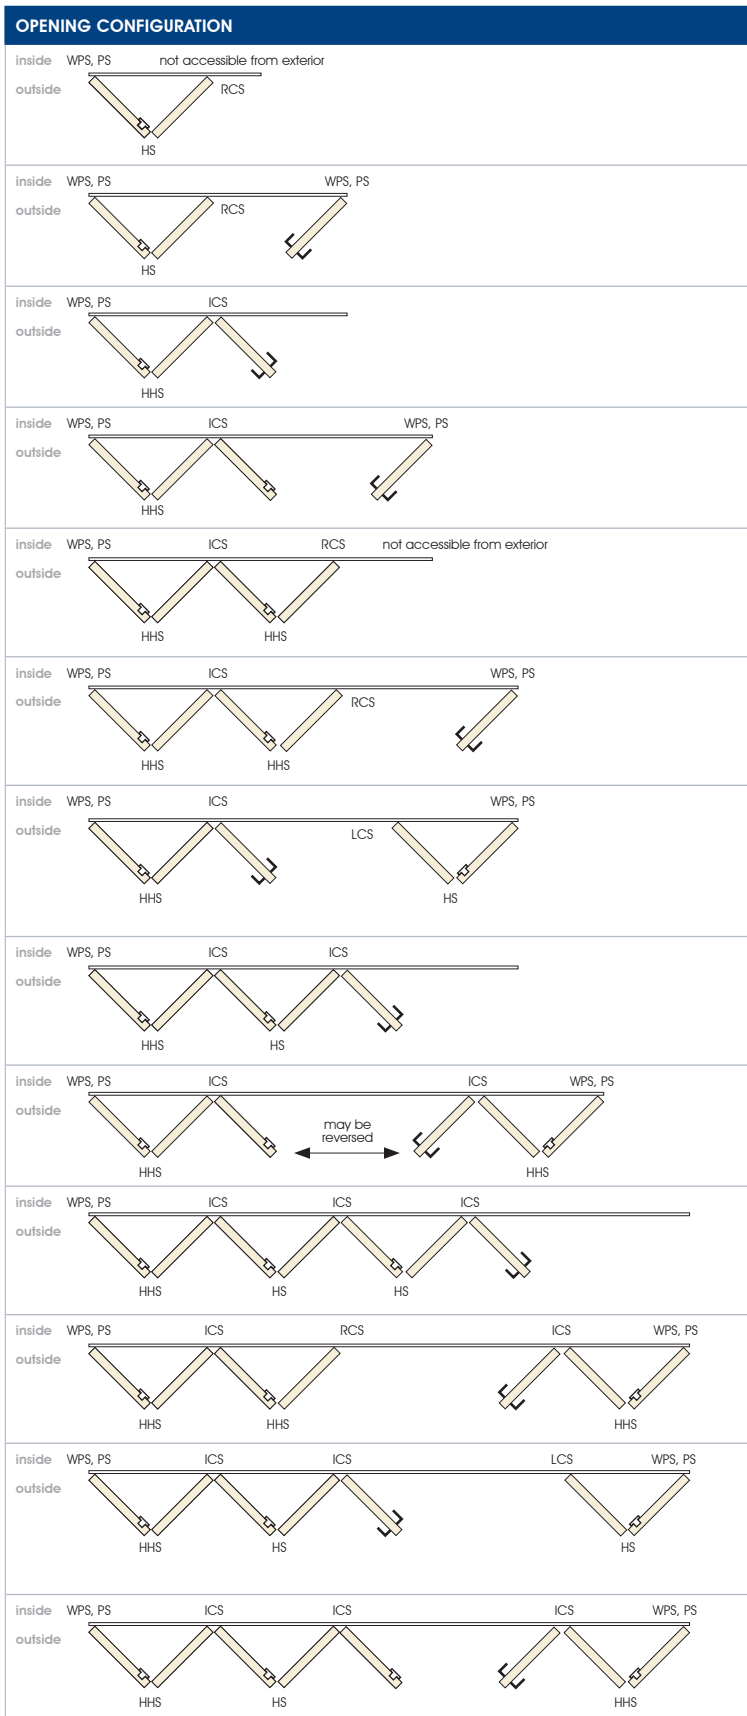 OPENING CONFIGURATION
inside WPS, PS not accessible from exterior
outside RCS
HS
inside WPS, PS WPS, PS
outside RCS
HS
inside WPS, PS ICS
outside
HHS
inside WPS, PS ICS WPS, PS
outside
HHS
inside WPS, PS ICS RCS not accessible from exterior
outside
HHS HHS
inside WPS, PS ICS WPS, PS
outside RCS
HHS HHS
inside WPS, PS ICS WPS, PS
outside LCS
HHS HS
inside WPS, PS ICS ICS
outside
HHS HS
inside WPS, PS ICS ICS WPS, PS
outside
may be
reversed
HHS HHS
inside WPS, PS ICS ICS ICS
outside
HHS HS HS
inside WPS, PS ICS RCS ICS WPS, PS
outside
HHS HHS HHS
inside WPS, PS ICS ICS LCS WPS, PS
outside
HHS HS HS
inside WPS, PS ICS ICS ICS WPS, PS
outside
HHS HS HHS